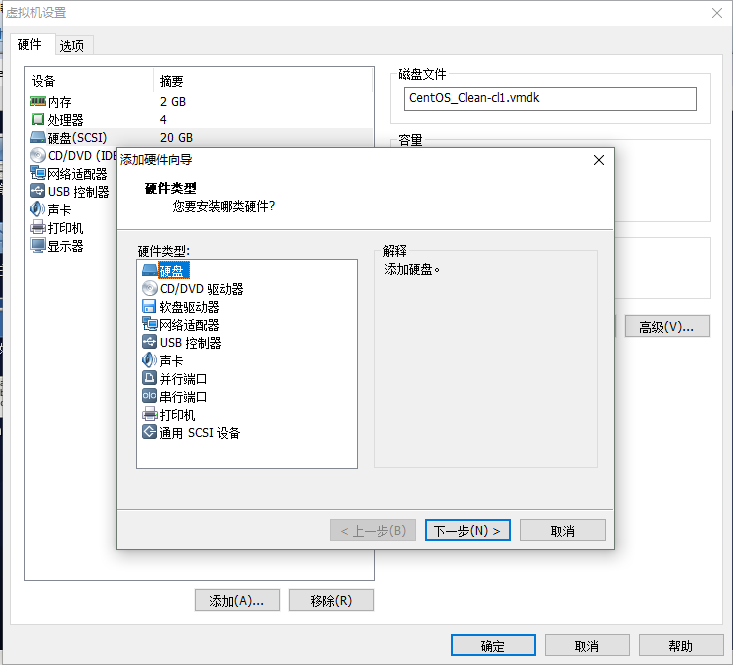 虚拟机设置
硬件
选项
设备
摘要
内存
2 GB
处理器
4
硬盘(SCSI)
20 GB
CD/DVD (IDE
网络适配器
USB 控制器
声卡
打印机
显示器
磁盘文件
CentOS_Clean-cl1.vmdk
容量
高级(V)...
添加硬件向导
硬件类型
您要安装哪类硬件?
硬件类型:
硬盘
CD/DVD 驱动器
软盘驱动器
网络适配器
USB 控制器
声卡
并行端口
串行端口
打印机
通用 SCSI 设备
解释
添加硬盘。
< 上一步(B)
下一步(N) >
取消
添加(A)...
移除(R)
确定
取消
帮助